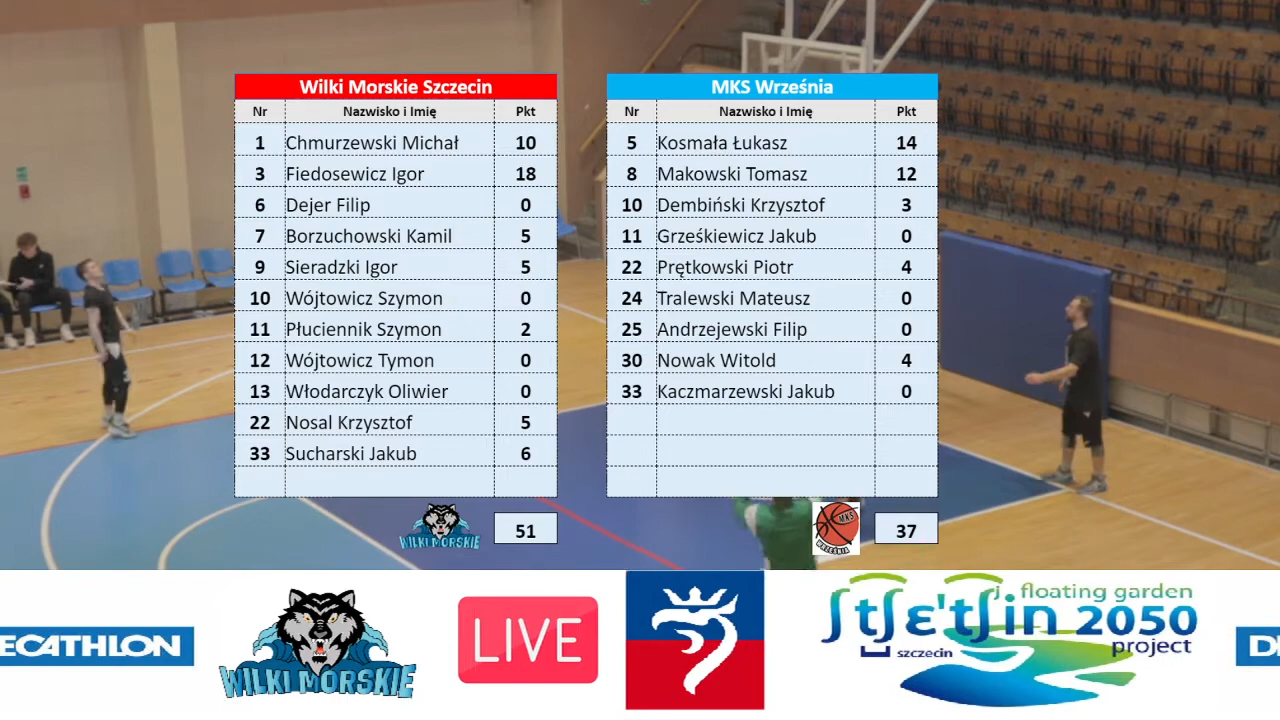 Wilki Morskie Szczecin
Nr Nazwisko i Imię Pkt
1 Chmurzewski Michał 10
3 Fiedosewicz Igor 18
6 Dejer Filip 0
7 Borzuchowski Kamil 5
9 Sieradzki Igor 5
10 Wójtowicz Szymon 0
11 Płuciennik Szymon 2
12 Wójtowicz Tymon 0
13 Włodarczyk Oliwier 0
22 Nosal Krzysztof 5
33 Sucharski Jakub 6
WILKI MORSKIE 51
MKS Września
Nr Nazwisko i Imię Pkt
5 Kosmała Łukasz 14
8 Makowski Tomasz 12
10 Dembiński Krzysztof 3
11 Grześkiewicz Jakub 0
22 Prętkowski Piotr 4
24 Tralewski Mateusz 0
25 Andrzejewski Filip 0
30 Nowak Witold 4
33 Kaczmarzewski Jakub 0
MKS
WRZEŚNIA
37
ECATHLON
WILKI MORSKIE
LIVE
floating garden
ʃtʃɛ'tʃin 2050
szczecin project
D